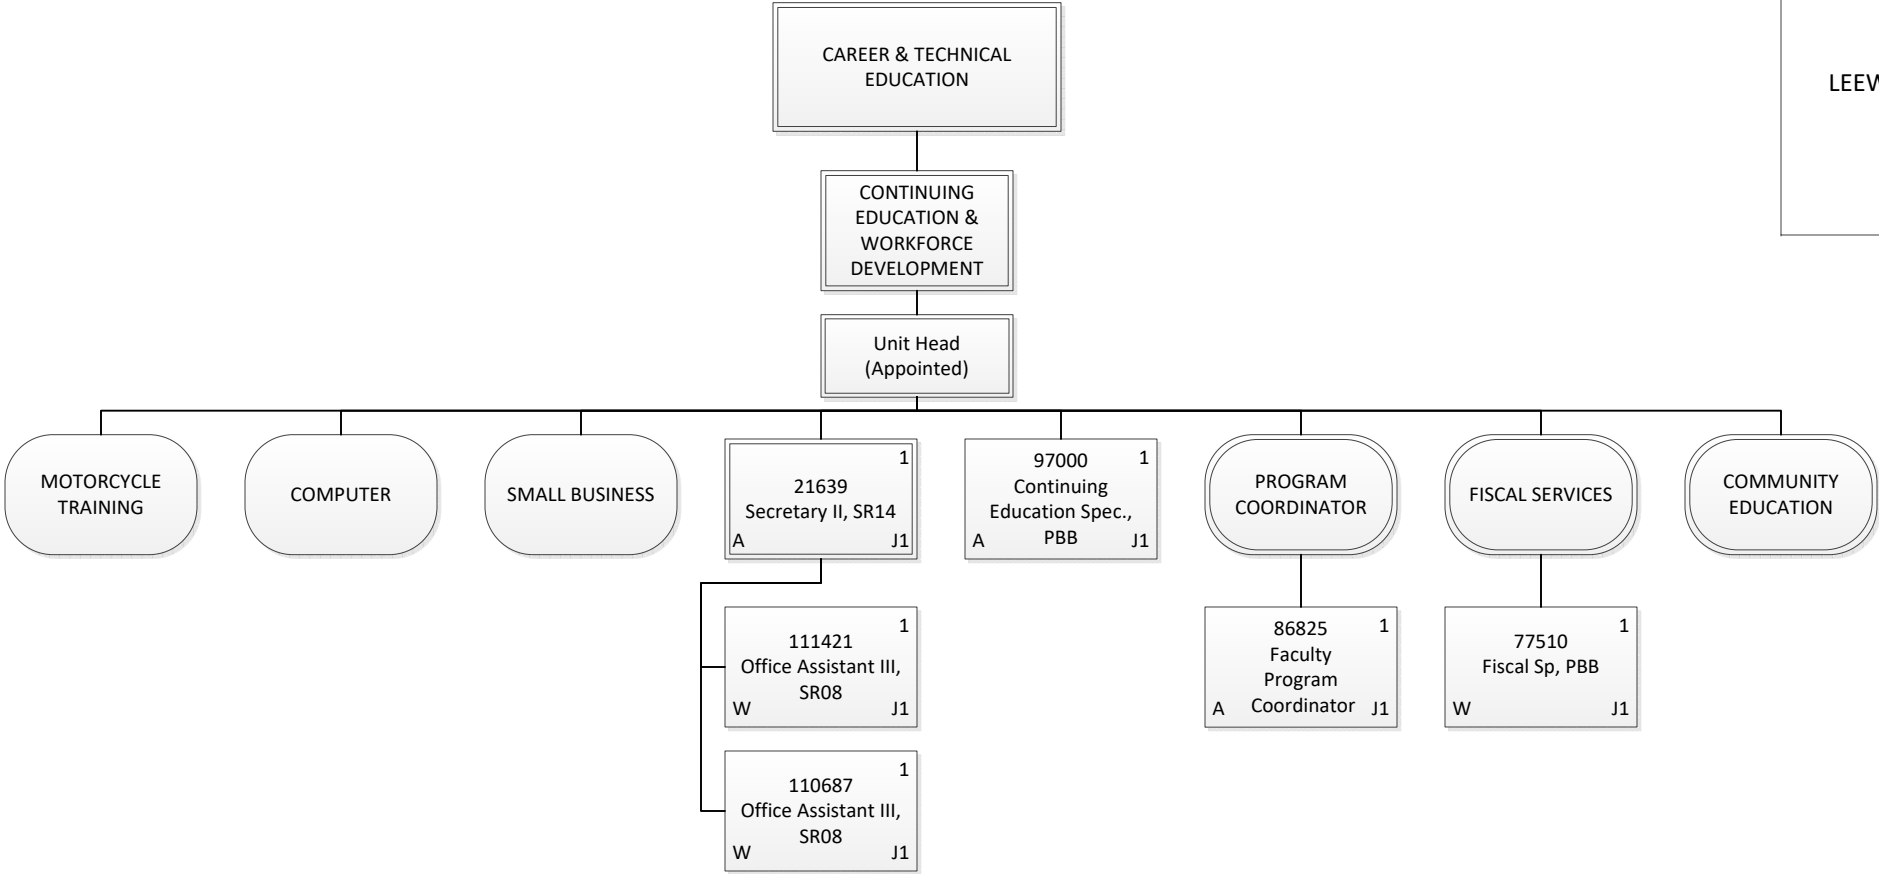 CAREER & TECHNICAL
EDUCATION
CONTINUING
EDUCATION &
WORKFORCE
DEVELOPMENT
Unit Head
(Appointed)
MOTORCYCLE
TRAINING
COMPUTER
SMALL BUSINESS
1
21639
Secretary II, SR14
A J1
97000 1
Continuing
Education Spec.,
PBB
A J1
PROGRAM
COORDINATOR
FISCAL SERVICES
COMMUNITY
EDUCATION
1
111421
Office Assistant III,
SR08
W J1
1
110687
Office Assistant III,
SR08
W J1
86825 1
Faculty
Program
Coordinator
A J1
1
77510
Fiscal Sp, PBB
W J1